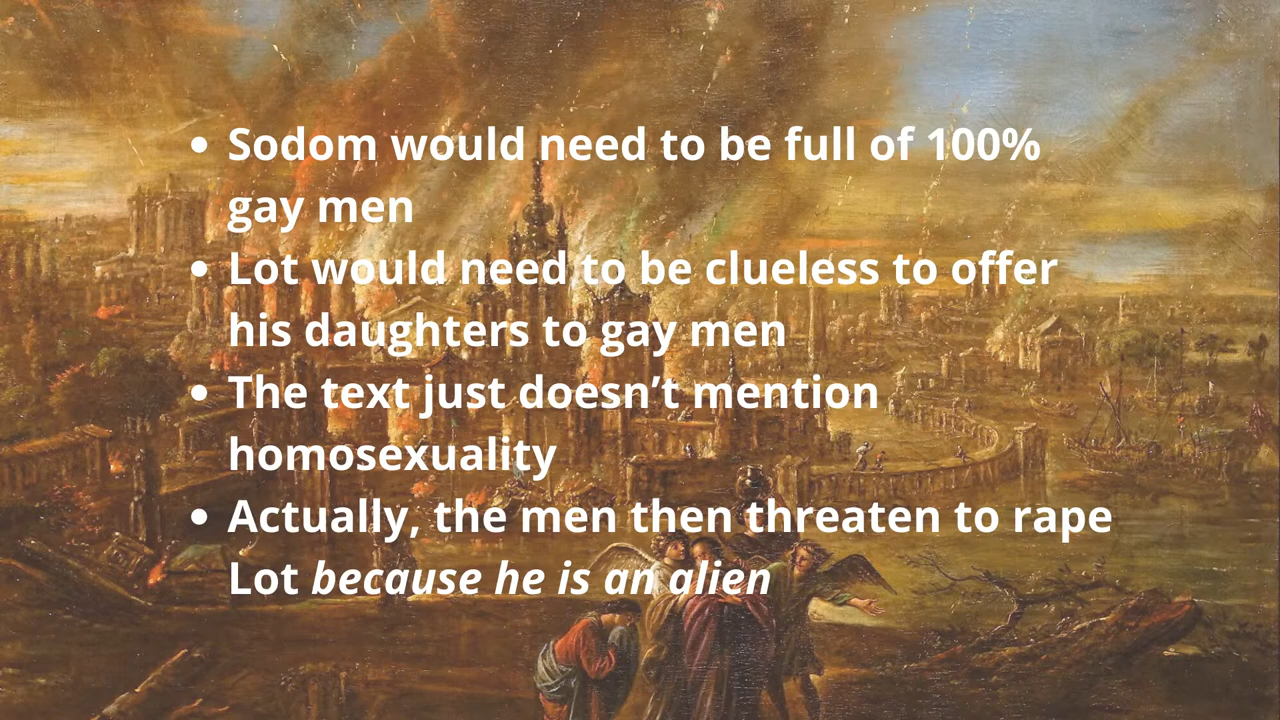 • Sodom would need to be full of 100%
gay men
• Lot would need to be clueless to offer
his daughters to gay men
• The text just doesn’t mention
homosexuality
• Actually, the men then threaten to rape
Lot because he is an alien